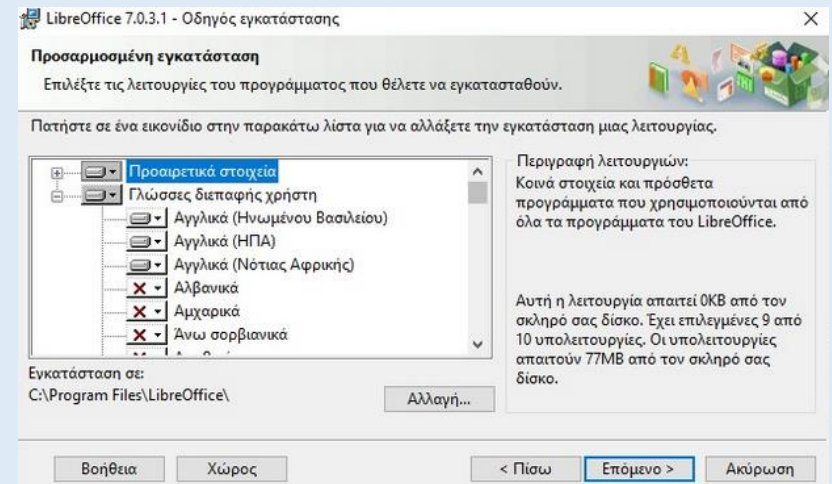 LibreOffice 7.0.3.1 - Οδηγός εγκατάστασης
Προσαρμοσμένη εγκατάσταση
Επιλέξτε τις λειτουργίες του προγράμματος που θέλετε να εγκατασταθούν.
Πατήστε σε ένα εικονίδιο στην παρακάτω λίστα για να αλλάξετε την εγκατάσταση μιας λειτουργίας.
Προαιρετικά στοιχεία
Γλώσσες διεπαφής χρήστη
Αγγλικά (Ηνωμένου Βασιλείου)
Αγγλικά (ΗΠΑ)
Αγγλικά (Νότιας Αφρικής)
Αλβανικά
Αμχαρικά
Άνω σορβιανικά
Περιγραφή λειτουργιών:
Κοινά στοιχεία και πρόσθετα
προγράμματα που χρησιμοποιούνται από
όλα τα προγράμματα του LibreOffice.
Αυτή η λειτουργία απαιτεί 0KB από τον
σκληρό σας δίσκο. Έχει επιλεγμένες 9 από
10 υπολειτουργίες. Οι υπολειτουργίες
απαιτούν 77MB από τον σκληρό σας
δίσκο.
Εγκατάσταση σε:
C:\Program Files\LibreOffice\
Αλλαγή...
Βοήθεια
Χώρος
< Πίσω
Επόμενο >
Ακύρωση